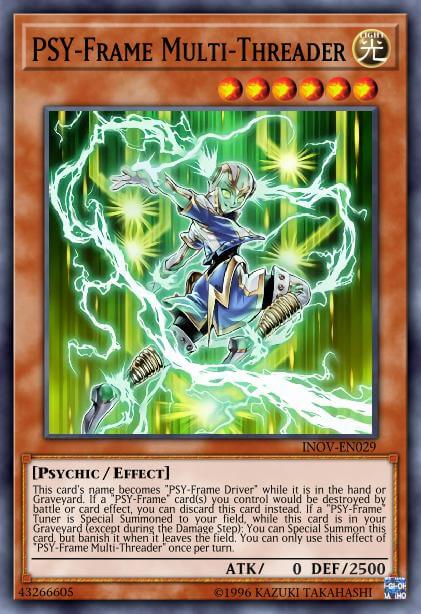 PSY-Frame Multi-Threader
LIGHT
光
INOV-EN029
[Psychic / Effect]
This card's name becomes "PSY-Frame Driver" while it is in the hand or
Graveyard. If a "PSY-Frame" card(s) you control would be destroyed by
battle or card effect, you can discard this card instead. If a "PSY-Frame"
Tuner is Special Summoned to your field, while this card is in your
Graveyard (except during the Damage Step): You can Special Summon this
card, but banish it when it leaves the field. You can only use this effect of
"PSY-Frame Multi-Threader" once per turn.
ATK/ 0 DEF/2500
43266605
©1996 KAZUKI TAKAHASHI